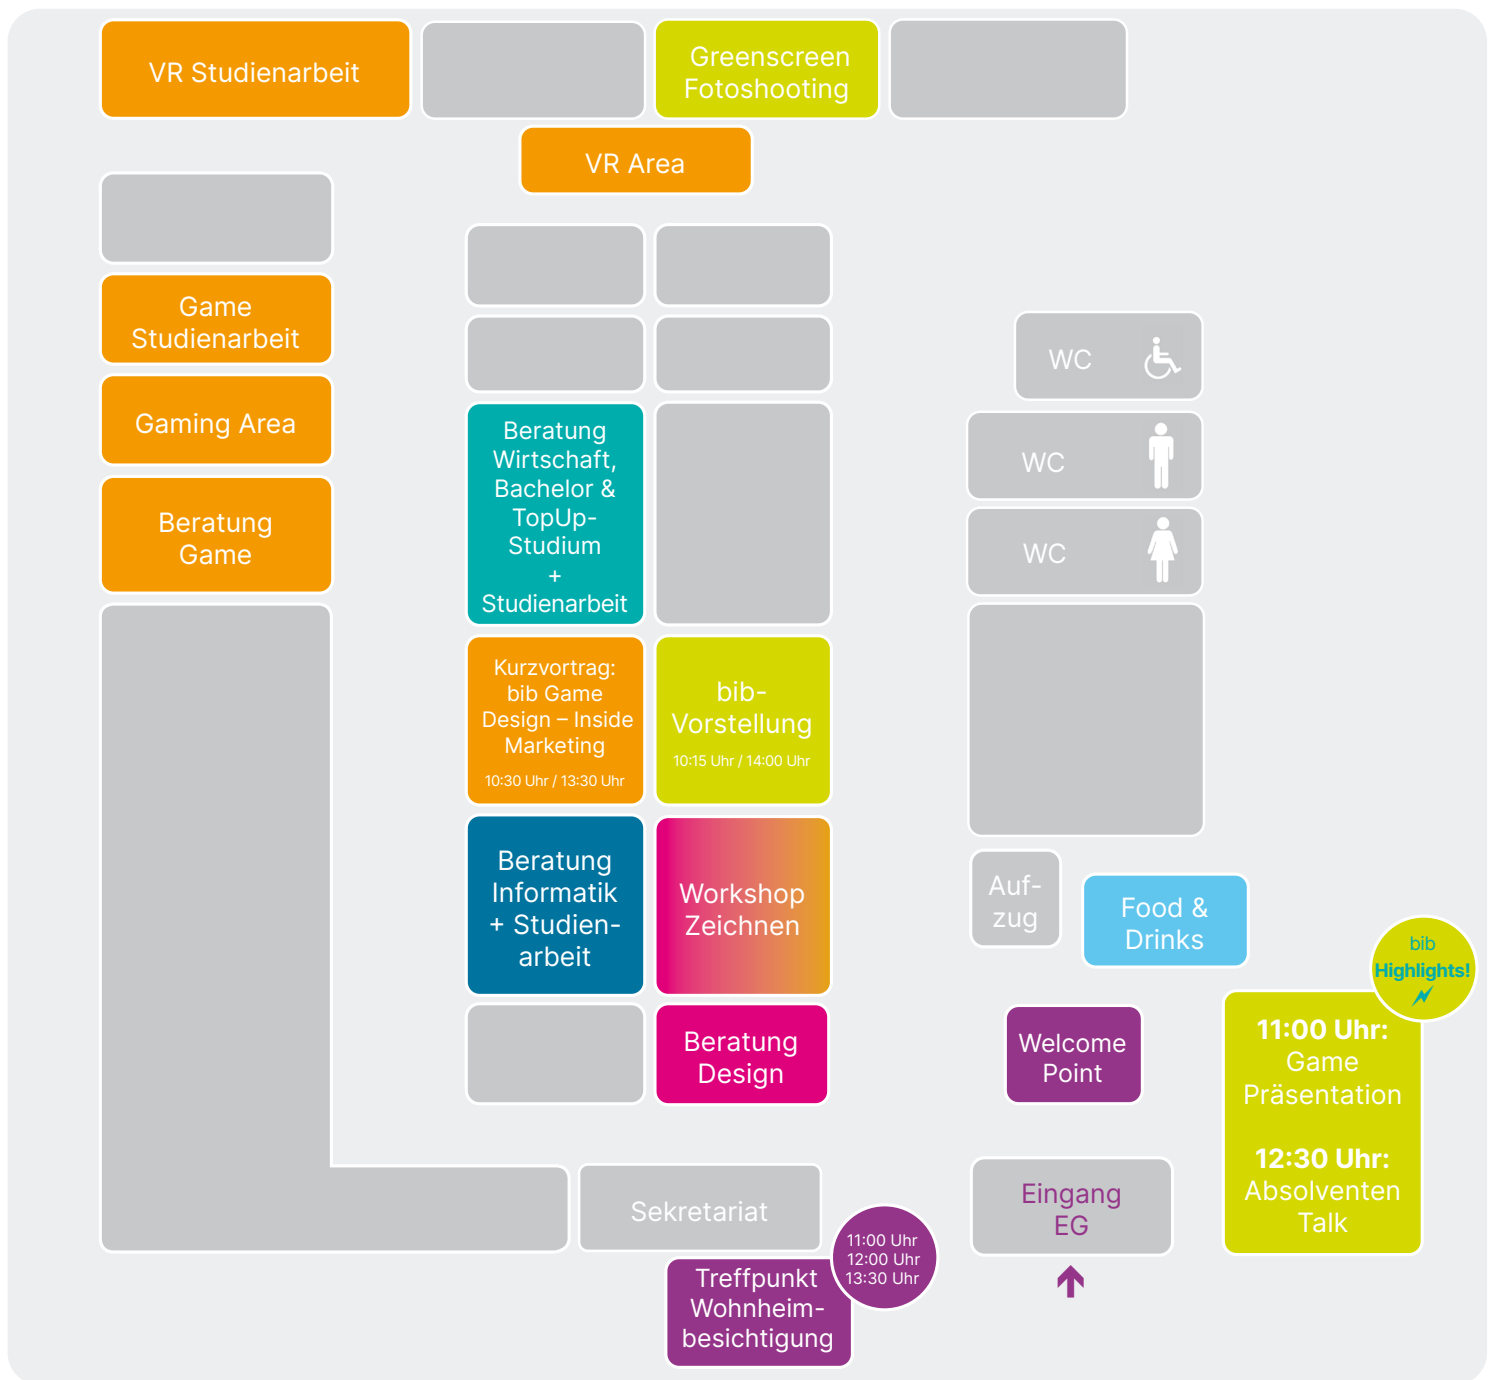 VR Studienarbeit
Greenscreen
Fotoshooting
VR Area
Game
Studienarbeit
Gaming Area
Beratung
Game
Beratung
Wirtschaft,
Bachelor &
TopUp-
Studium
+
Studienarbeit
WC
WC
WC
Kurzvortrag:
bib Game
Design – Inside
Marketing
10:30 Uhr / 13:30 Uhr
bib-
Vorstellung
10:15 Uhr / 14:00 Uhr
Beratung
Informatik
+ Studien-
arbeit
Workshop
Zeichnen
Auf-
zug
Food &
Drinks
bib
Highlights!
Beratung
Design
Welcome
Point
11:00 Uhr:
Game
Präsentation
12:30 Uhr:
Absolventen
Talk
Sekretariat
Eingang
EG
11:00 Uhr
12:00 Uhr
13:30 Uhr
Treffpunkt
Wohnheim-
besichtigung